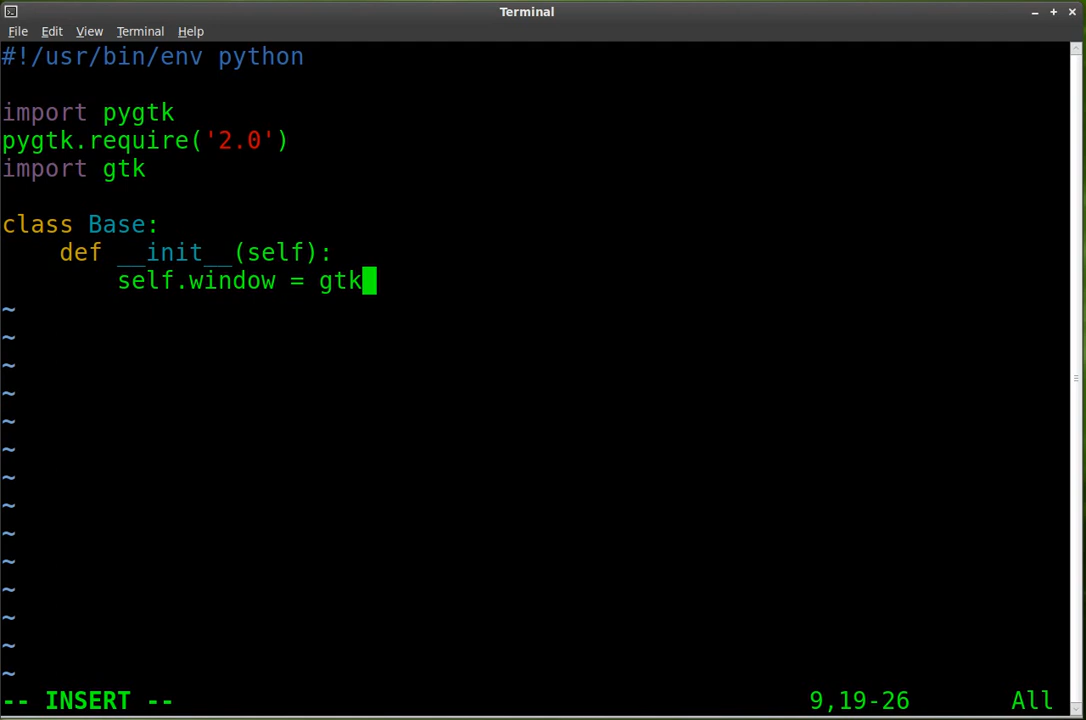 Terminal
File Edit View Terminal Help
#!/usr/bin/env python
import pygtk
pygtk.require('2.0')
import gtk
class Base:
    def __init__(self):
        self.window = gtk
~
~
~
~
~
~
~
~
~
~
~
~
~
~
-- INSERT -- 9,19-26 All